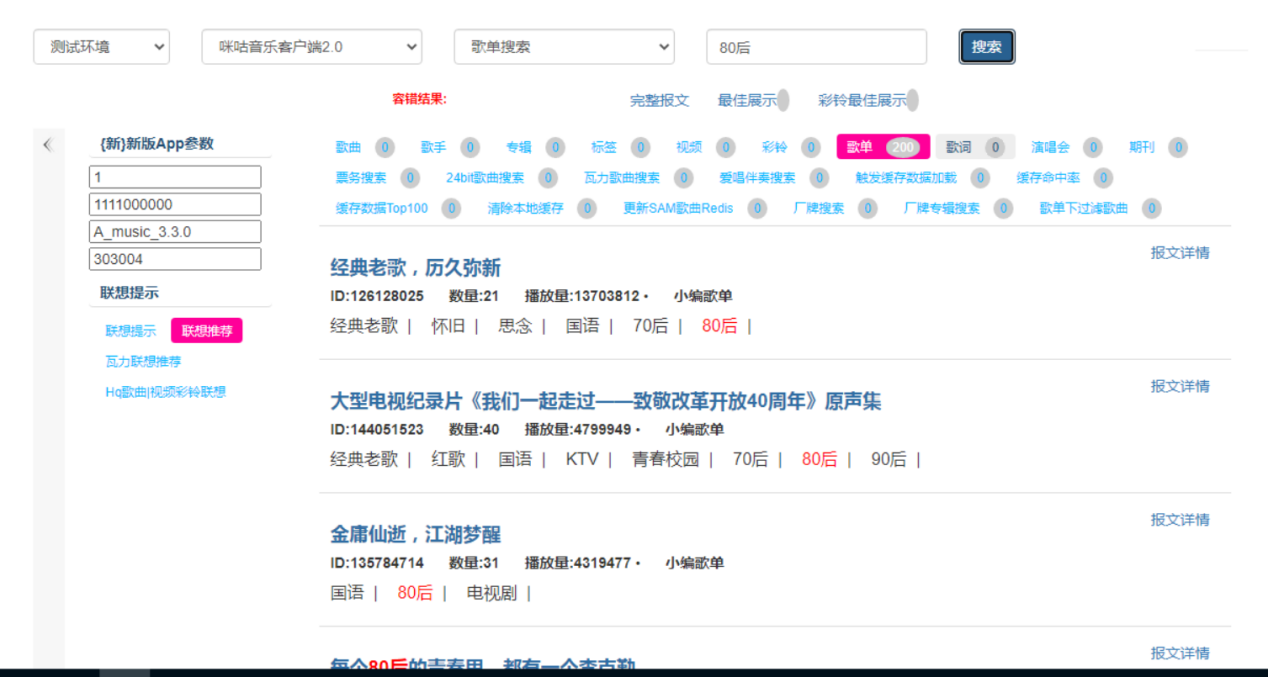 测试环境 咪咕音乐客户端2.0 歌单搜索 80后 搜索
容错结果: 完整报文 最佳展示 彩铃最佳展示
{新}新版App参数
1
1111000000
A_music_3.3.0
303004
联想提示
联想提示 联想推荐
瓦力联想推荐
Hq歌曲|视频彩铃联想
歌曲 0 歌手 0 专辑 0 标签 0 视频 0 彩铃 0 歌单 200 歌词 0 演唱会 0 期刊 0
票务搜索 0 24bit歌曲搜索 0 瓦力歌曲搜索 0 爱唱伴奏搜索 0 触发缓存数据加载 0 缓存命中率 0
缓存数据Top100 0 清除本地缓存 0 更新SAM歌曲Redis 0 厂牌搜索 0 厂牌专辑搜索 0 歌单下过滤歌曲 0
经典老歌，历久弥新 报文详情
ID:126128025 数量:21 播放量:13703812· 小编歌单
经典老歌 | 怀旧 | 思念 | 国语 | 70后 | 80后 |
大型电视纪录片《我们一起走过——致敬改革开放40周年》原声集 报文详情
ID:144051523 数量:40 播放量:4799949· 小编歌单
经典老歌 | 红歌 | 国语 | KTV | 青春校园 | 70后 | 80后 | 90后 |
金庸仙逝，江湖梦醒 报文详情
ID:135784714 数量:31 播放量:4319477· 小编歌单
国语 | 80后 | 电视剧 |
每个80后的青春里，都有一个李克勤 报文详情